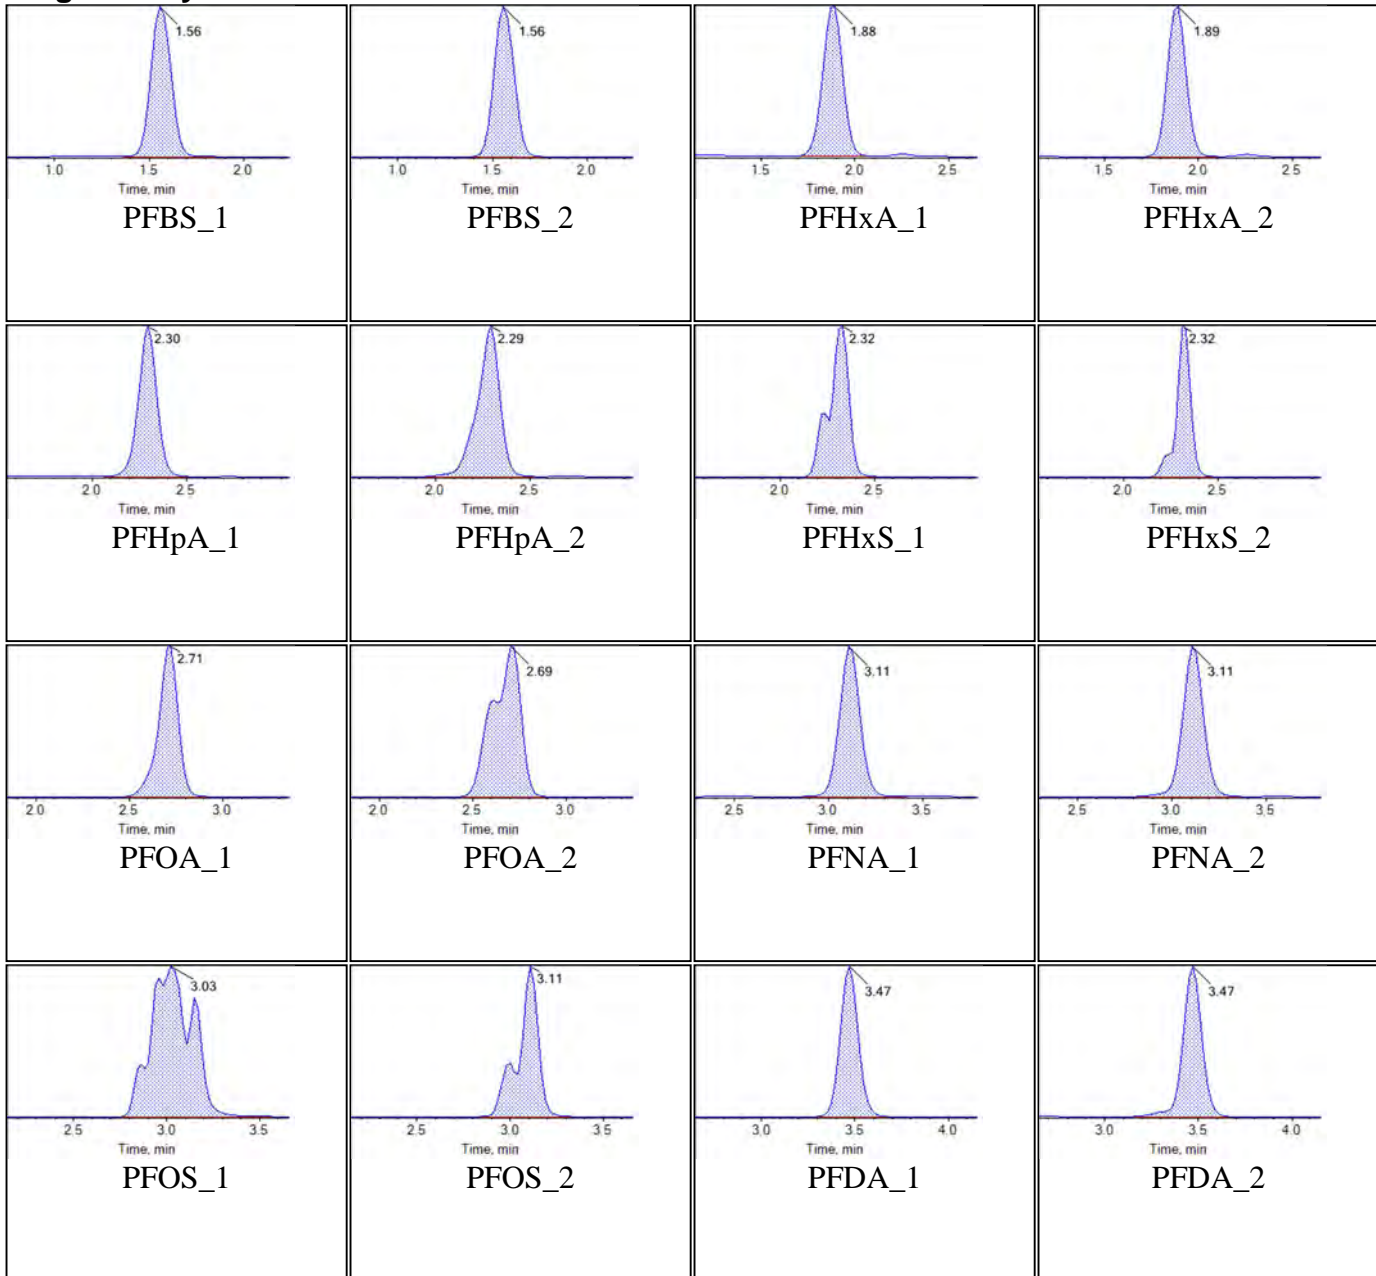 1.56
1.0 1.5 2.0
Time, min
PFBS_1
1.56
1.0 1.5 2.0
Time, min
PFBS_2
1.88
1.5 2.0 2.5
Time, min
PFHxA_1
1.89
1.5 2.0 2.5
Time, min
PFHxA_2
2.30
2.0 2.5
Time, min
PFHpA_1
2.29
2.0 2.5
Time, min
PFHpA_2
2.32
2.0 2.5
Time, min
PFHxS_1
2.32
2.0 2.5
Time, min
PFHxS_2
2.71
2.0 2.5 3.0
Time, min
PFOA_1
2.69
2.0 2.5 3.0
Time, min
PFOA_2
3.11
2.5 3.0 3.5
Time, min
PFNA_1
3.11
2.5 3.0 3.5
Time, min
PFNA_2
3.03
2.5 3.0 3.5
Time, min
PFOS_1
3.11
2.5 3.0 3.5
Time, min
PFOS_2
3.47
3.0 3.5 4.0
Time, min
PFDA_1
3.47
3.0 3.5 4.0
Time, min
PFDA_2